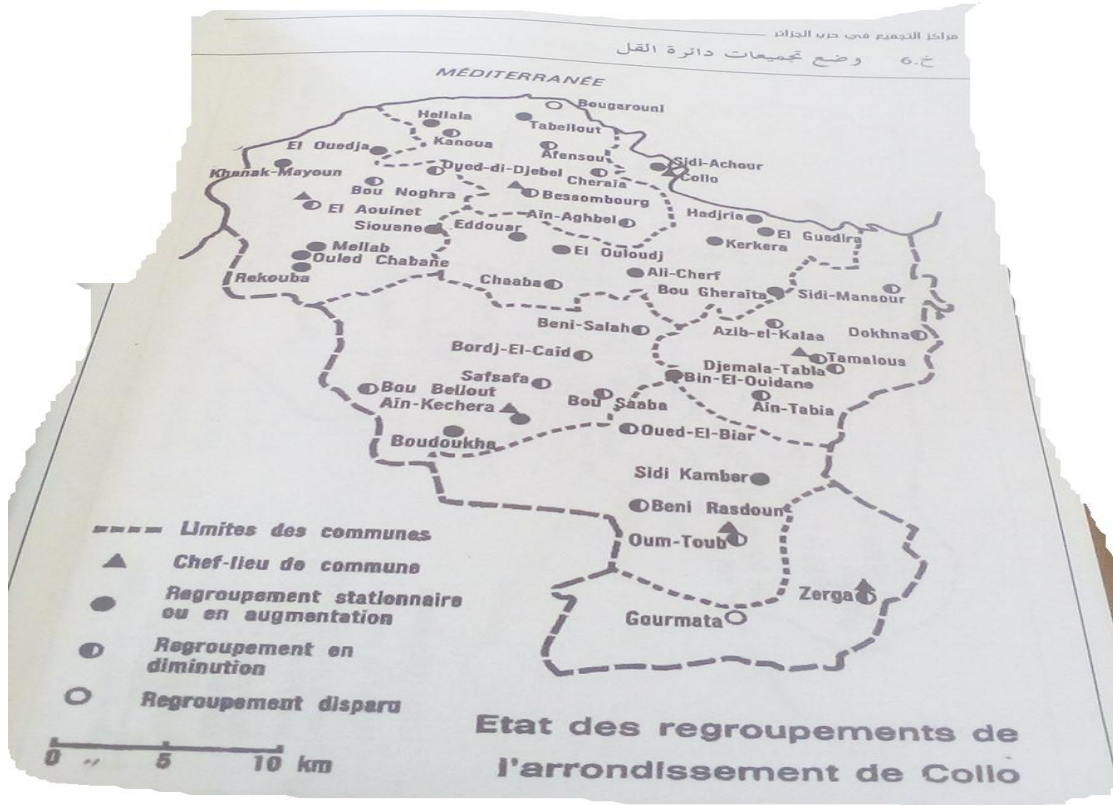 مراكز التجميع في حرب الجزائر
خ.6 وضع تجميعات دائرة القل
MÉDITERRANÉE
Bougarouni
Hellala
Tabellout
Kanoua
El Ouedja
Afensou
Sidi-Achour
Khanak-Mayoun
Oued-di-Djebel
Cheraïa
Collo
Bou Noghra
Bessombourg
El Aouinet
Aïn-Aghbel
Hadjria
Siouane
Eddouar
El Guedira
Kerkera
Mellab
El Ouloudj
Ouled Chabane
Ali-Cherf
Rekouba
Chaaba
Bou Gheraïta
Sidi-Mansour
Beni-Salah
Azib-el-Kalaa
Dokhna
Bordj-El-Caïd
Tamalous
Djemala-Tabla
Safsafa
Bin-El-Ouidane
Bou Bellout
Bou Saaba
Aïn-Tabia
Aïn-Kechera
Oued-El-Biar
Boudoukha
Sidi Kamber
Beni Rasdoun
Oum-Toub
Zerga
Gourmata
Limites des communes
Chef-lieu de commune
Regroupement stationnaire
ou en augmentation
Regroupement en
diminution
Regroupement disparu
0 5 10 km
Etat des regroupements de
l'arrondissement de Collo